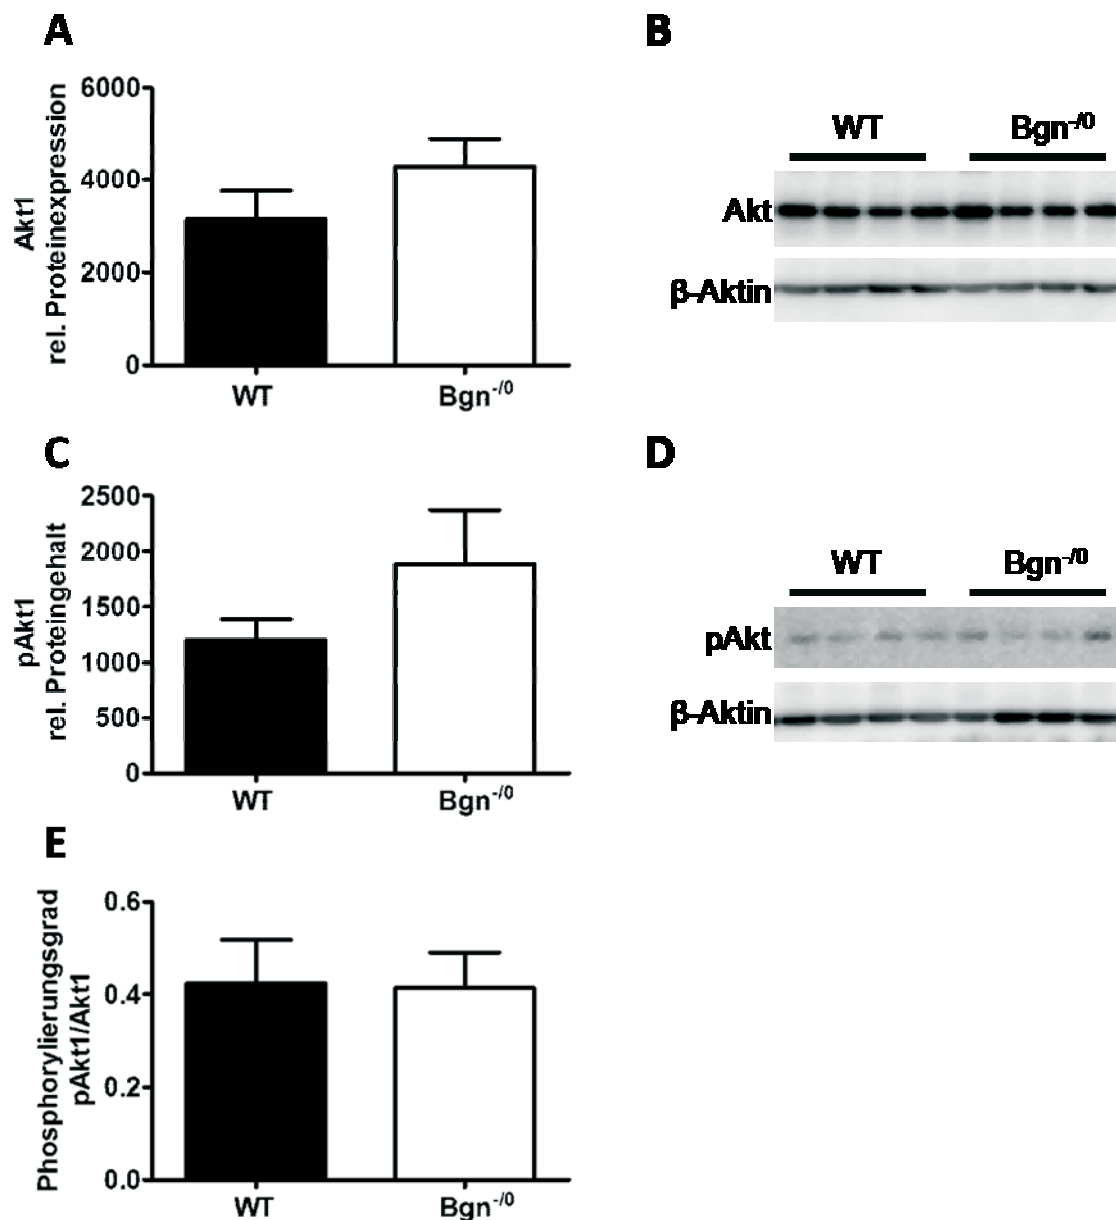 A
6000
4000
2000
0
Akt1
rel. Proteinexpression
WT
Bgn-/0
B
WT
Bgn-/0
Akt
β-Aktin
C
2500
2000
1500
1000
500
0
pAkt1
rel. Proteingehalt
WT
Bgn-/0
D
WT
Bgn-/0
pAkt
β-Aktin
E
0.6
0.4
0.2
0.0
Phosphorylierungsgrad
pAkt1/Akt1
WT
Bgn-/0